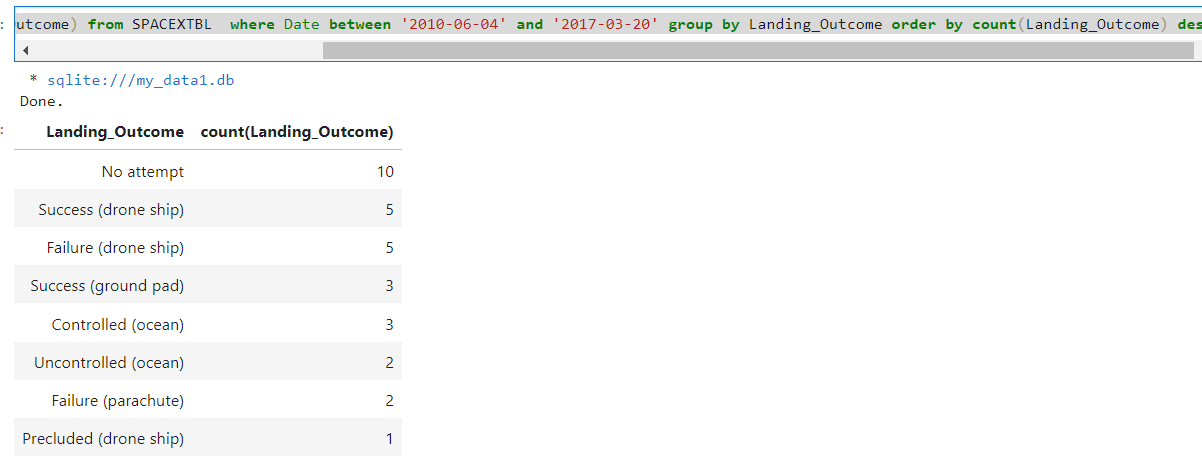 : utcome) from SPACEXTBL  where Date between '2010-06-04' and '2017-03-20' group by Landing_Outcome order by count(Landing_Outcome) des
* sqlite:///my_data1.db
Done.
: Landing_Outcome count(Landing_Outcome)
No attempt 10
Success (drone ship) 5
Failure (drone ship) 5
Success (ground pad) 3
Controlled (ocean) 3
Uncontrolled (ocean) 2
Failure (parachute) 2
Precluded (drone ship) 1